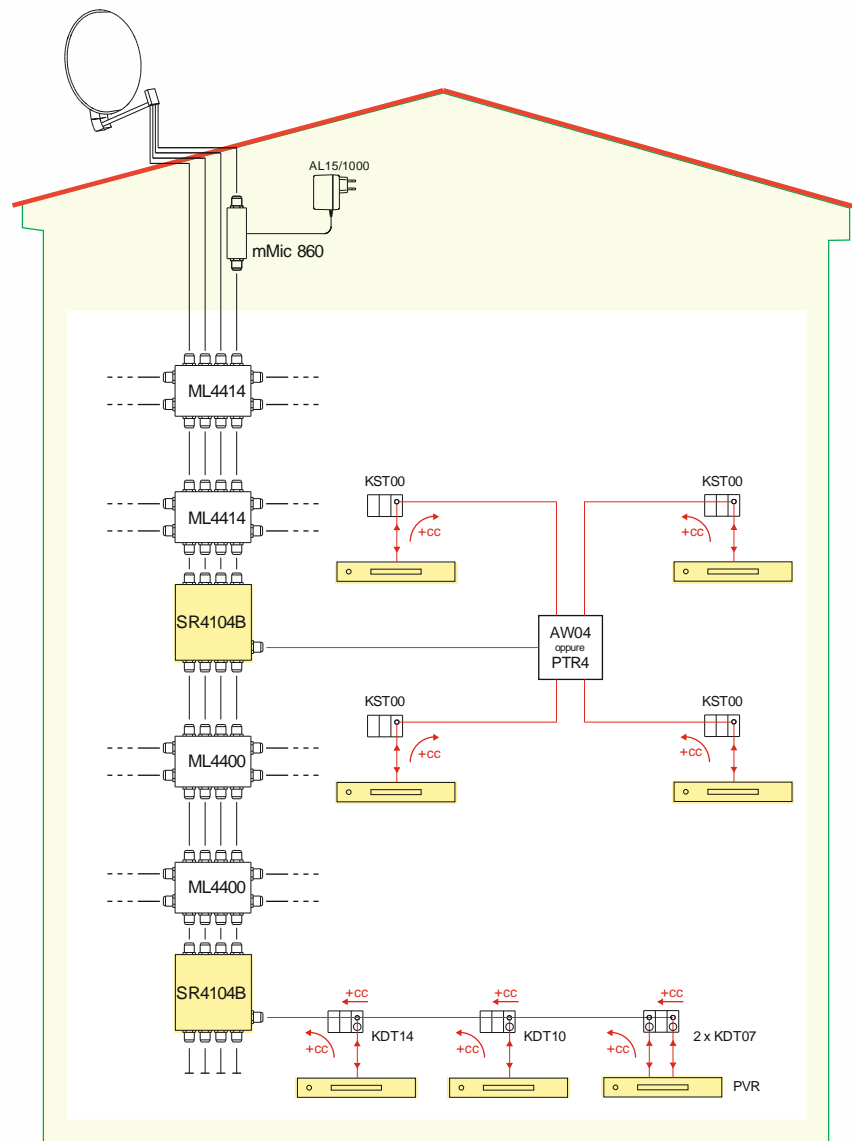 AL15/1000
mMic 860
ML4414
ML4414
KST00
KST00
+cc
+cc
SR4104B
AW04
oppure
PTR4
KST00
KST00
+cc
+cc
ML4400
ML4400
SR4104B
+cc
+cc
+cc
+cc
KDT14
+cc
KDT10
+cc
2 x KDT07
PVR